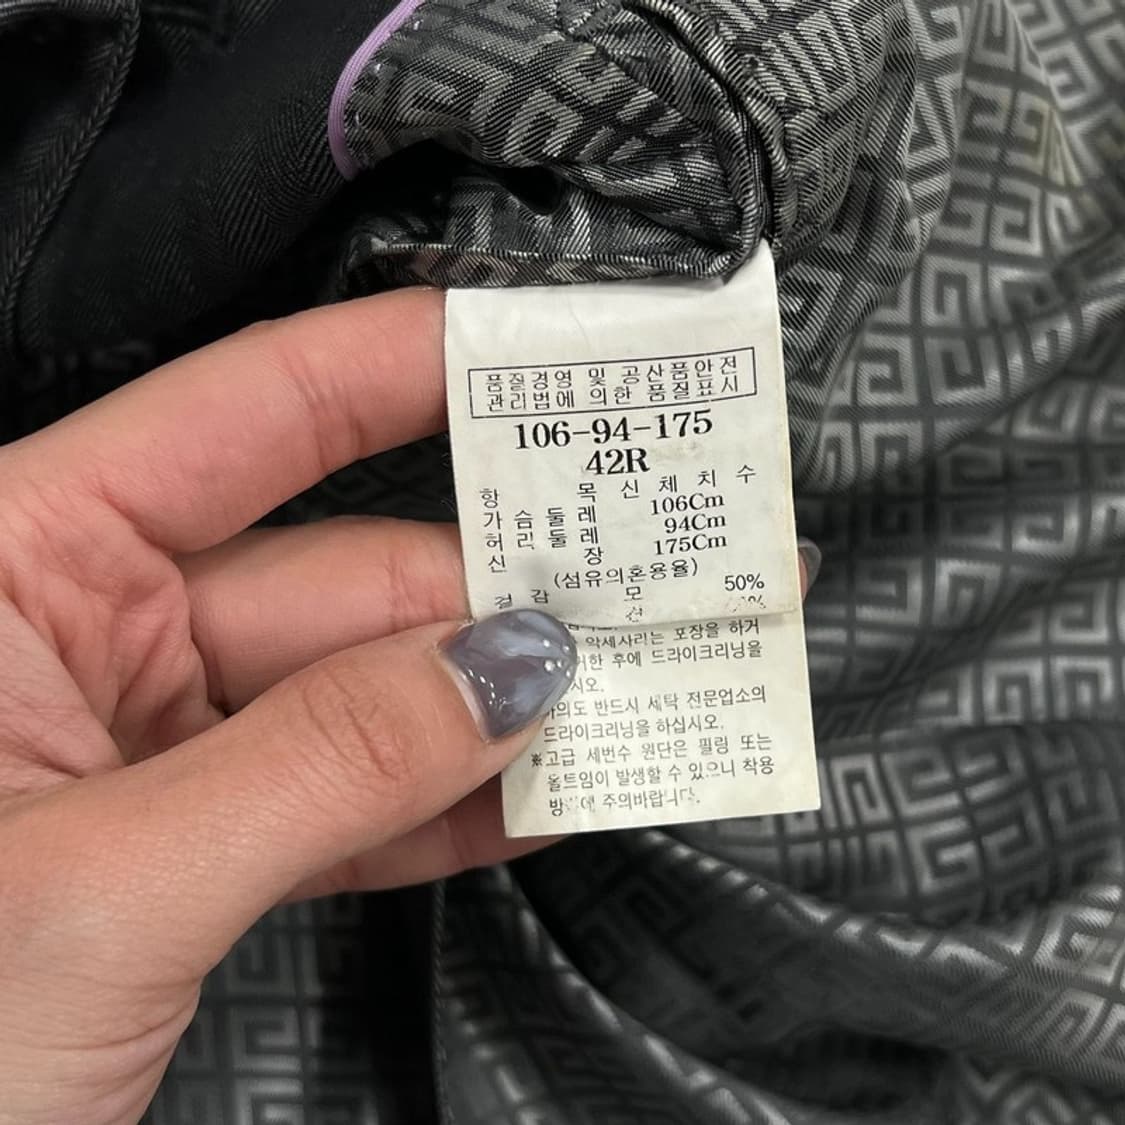 품질경영 및 공산품안전
관리법에 의한 품질표시
106-94-175
42R
항 목 신 체 치 수
가 슴 둘 레 106Cm
허 리 둘 레 94Cm
신 장 175Cm
(섬유의혼용율)
겉 감 모 50%
악세사리는 포장을 하거
후에 드라이크리닝을
반드시 세탁 전문업소의
드라이크리닝을 하십시오.
※고급 세번수 원단은 필링 또는
올트임이 발생할 수 있으니 착용
주의바랍니다.